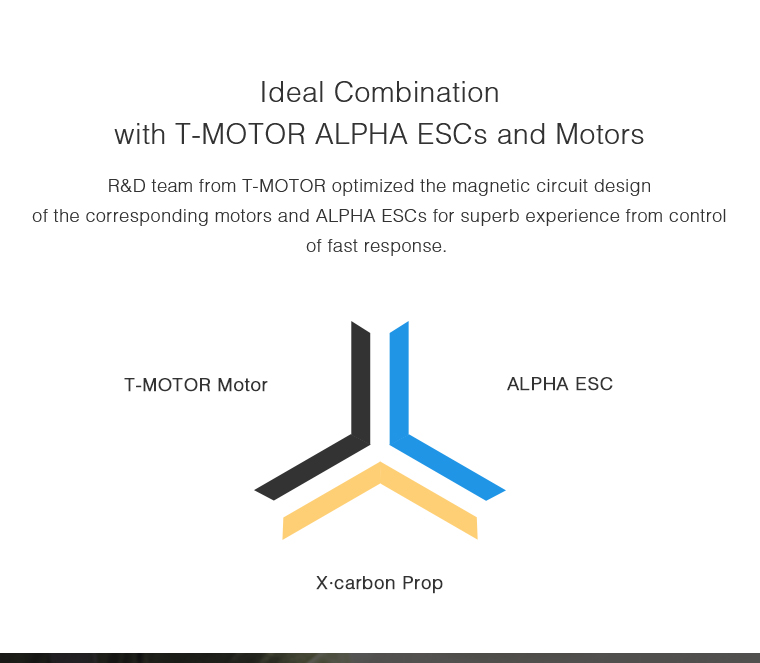 Ideal Combination
with T-MOTOR ALPHA ESCs and Motors
R&D team from T-MOTOR optimized the magnetic circuit design
of the corresponding motors and ALPHA ESCs for superb experience from control
of fast response.
T-MOTOR Motor
ALPHA ESC
X·carbon Prop